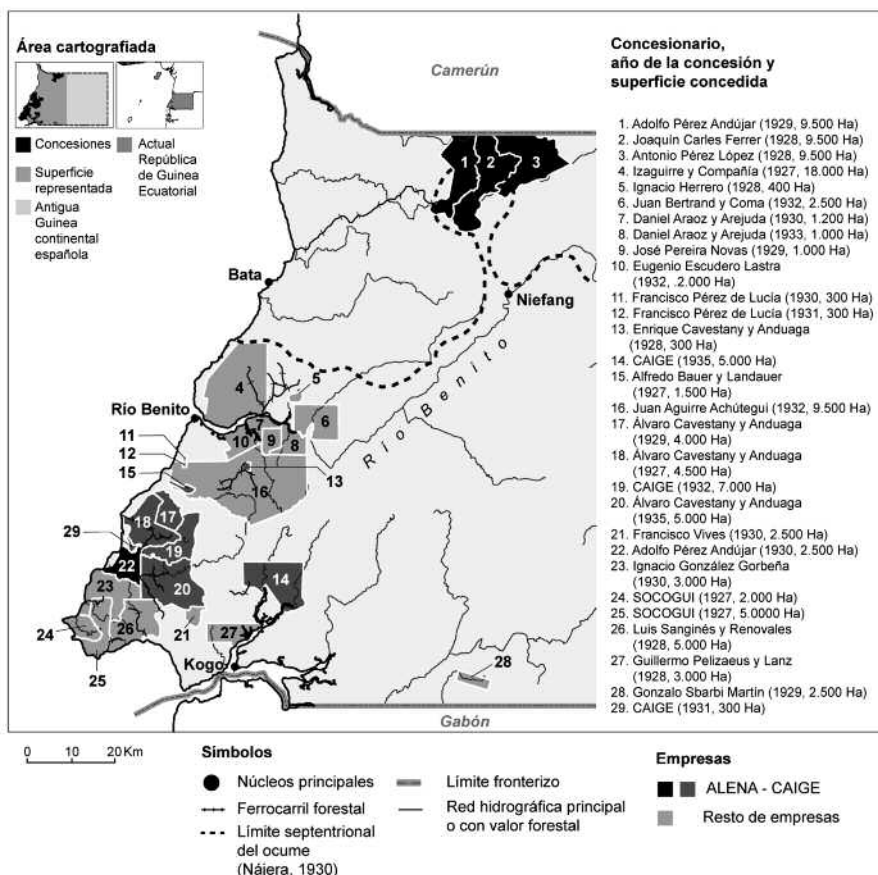 Área cartografiada
Concesiones
Superficie
representada
Antigua
Guinea
continental
española
Actual
República
de Guinea
Ecuatorial
Camerún
Bata
Niefang
Río Benito
Río Benito
Kogo
Gabón
1
2
3
4
5
6
7
8
9
10
11
12
13
14
15
16
17
18
19
20
21
22
23
24
25
26
27
28
29
Concesionario,
año de la concesión y
superficie concedida
1. Adolfo Pérez Andújar (1929, 9.500 Ha)
2. Joaquín Carles Ferrer (1928, 9.500 Ha)
3. Antonio Pérez López (1928, 9.500 Ha)
4. Izaguirre y Compañía (1927, 18.000 Ha)
5. Ignacio Herrero (1928, 400 Ha)
6. Juan Bertrand y Coma (1932, 2.500 Ha)
7. Daniel Araoz y Arejuda (1930, 1.200 Ha)
8. Daniel Araoz y Arejuda (1933, 1.000 Ha)
9. José Pereira Novas (1929, 1.000 Ha)
10. Eugenio Escudero Lastra
(1932, .2.000 Ha)
11. Francisco Pérez de Lucía (1930, 300 Ha)
12. Francisco Pérez de Lucía (1931, 300 Ha)
13. Enrique Cavestany y Anduaga
(1928, 300 Ha)
14. CAIGE (1935, 5.000 Ha)
15. Alfredo Bauer y Landauer
(1927, 1.500 Ha)
16. Juan Aguirre Achútegui (1932, 9.500 Ha)
17. Álvaro Cavestany y Anduaga
(1929, 4.000 Ha)
18. Álvaro Cavestany y Anduaga
(1927, 4.500 Ha)
19. CAIGE (1932, 7.000 Ha)
20. Álvaro Cavestany y Anduaga
(1935, 5.000 Ha)
21. Francisco Vives (1930, 2.500 Ha)
22. Adolfo Pérez Andújar (1930, 2.500 Ha)
23. Ignacio González Gorbeña
(1930, 3.000 Ha)
24. SOCOGUI (1927, 2.000 Ha)
25. SOCOGUI (1927, 5.0000 Ha)
26. Luis Sanginés y Renovales
(1928, 5.000 Ha)
27. Guillermo Pelizaeus y Lanz
(1928, 3.000 Ha)
28. Gonzalo Sbarbi Martín (1929, 2.500 Ha)
29. CAIGE (1931, 300 Ha)
0 10 20 Km
Símbolos
Núcleos principales
Ferrocarril forestal
Límite septentrional
del ocume
(Nájera, 1930)
Límite fronterizo
Red hidrográfica principal
o con valor forestal
Empresas
ALENA - CAIGE
Resto de empresas